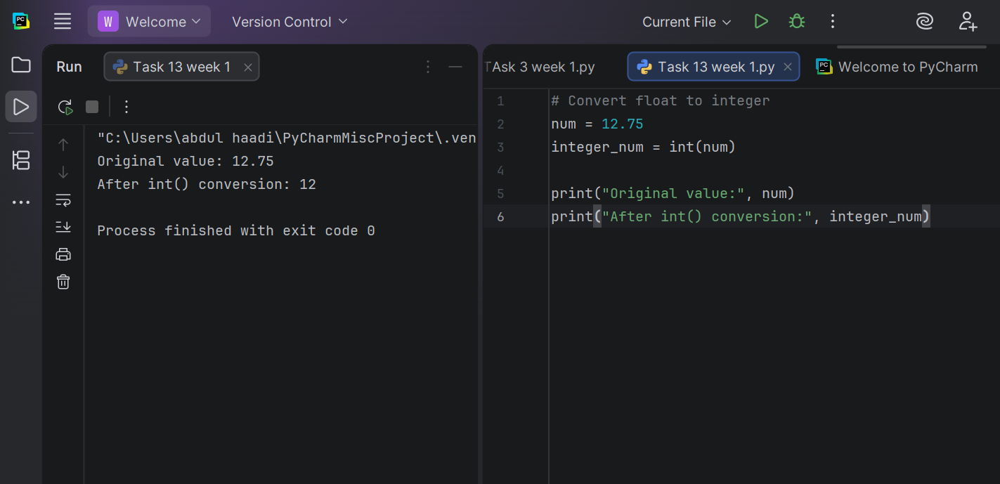 PC W Welcome Version Control Current File
Run Task 13 week 1
"C:\Users\abdul haadi\PyCharmMiscProject\.ven
Original value: 12.75
After int() conversion: 12
Process finished with exit code 0
TAsk 3 week 1.py Task 13 week 1.py PC Welcome to PyCharm
1 # Convert float to integer
2 num = 12.75
3 integer_num = int(num)
4
5 print("Original value:", num)
6 print("After int() conversion:", integer_num)